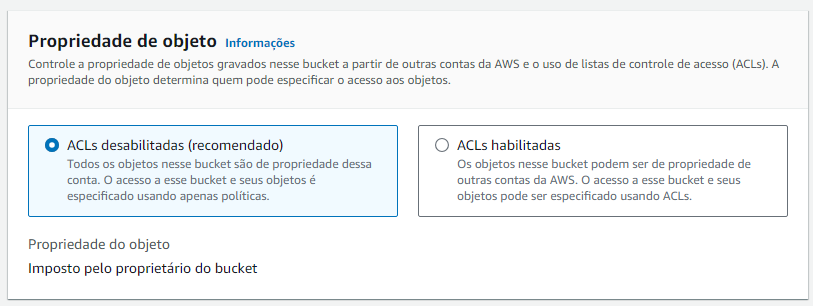 Propriedade de objeto Informações
Controle a propriedade de objetos gravados nesse bucket a partir de outras contas da AWS e o uso de listas de controle de acesso (ACLs). A
propriedade do objeto determina quem pode especificar o acesso aos objetos.
ACLs desabilitadas (recomendado)
Todos os objetos nesse bucket são de propriedade dessa
conta. O acesso a esse bucket e seus objetos é
especificado usando apenas políticas.
ACLs habilitadas
Os objetos nesse bucket podem ser de propriedade de
outras contas da AWS. O acesso a esse bucket e seus
objetos pode ser especificado usando ACLs.
Propriedade do objeto
Imposto pelo proprietário do bucket